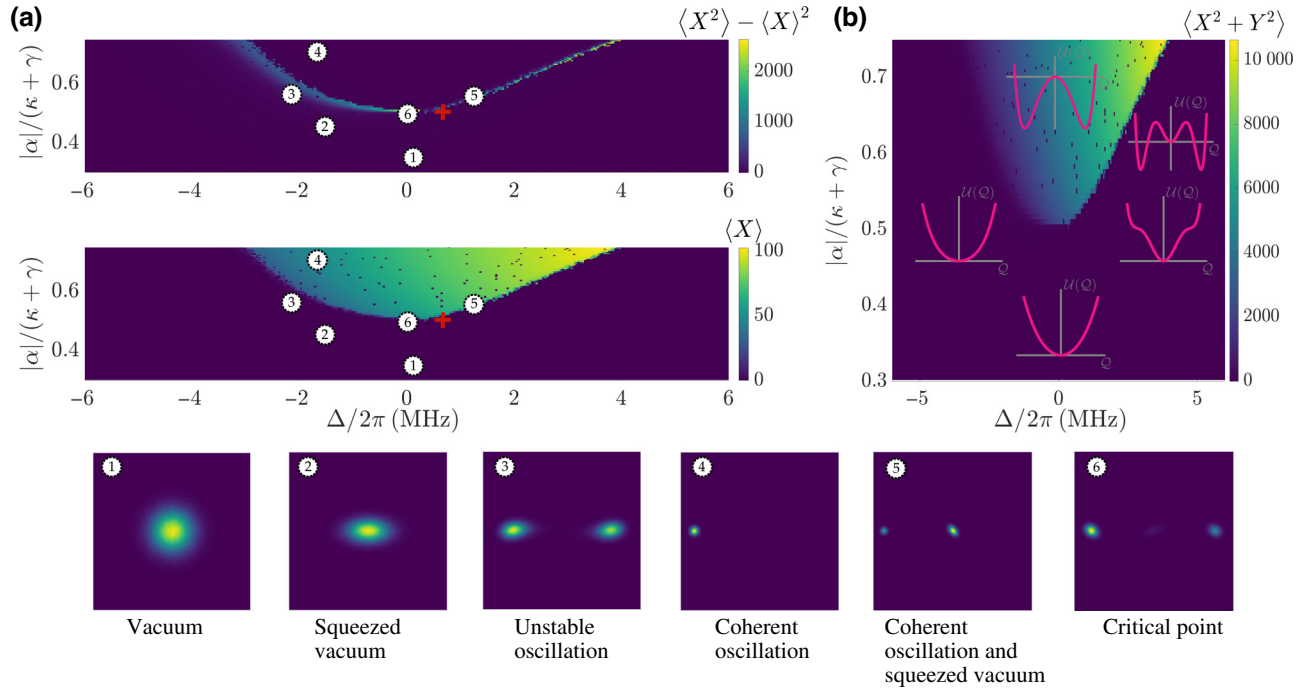 (a)
⟨X²⟩ − ⟨X⟩²
|α|/(κ + γ)
0.6
0.4
4
3
2
6
5
1
2000
1000
0
−6 −4 −2 0 2 4 6
⟨X⟩
|α|/(κ + γ)
0.6
0.4
4
3
2
6
5
1
100
50
0
−6 −4 −2 0 2 4 6
Δ/2π (MHz)
(b)
⟨X² + Y²⟩
|α|/(κ + γ)
0.7
0.6
0.5
0.4
0.3
U(Q)
U(Q)
Q
U(Q)
Q
U(Q)
Q
U(Q)
Q
10 000
8000
6000
4000
2000
0
−5 0 5
Δ/2π (MHz)
1
Vacuum
2
Squeezed
vacuum
3
Unstable
oscillation
4
Coherent
oscillation
5
Coherent
oscillation and
squeezed vacuum
6
Critical point